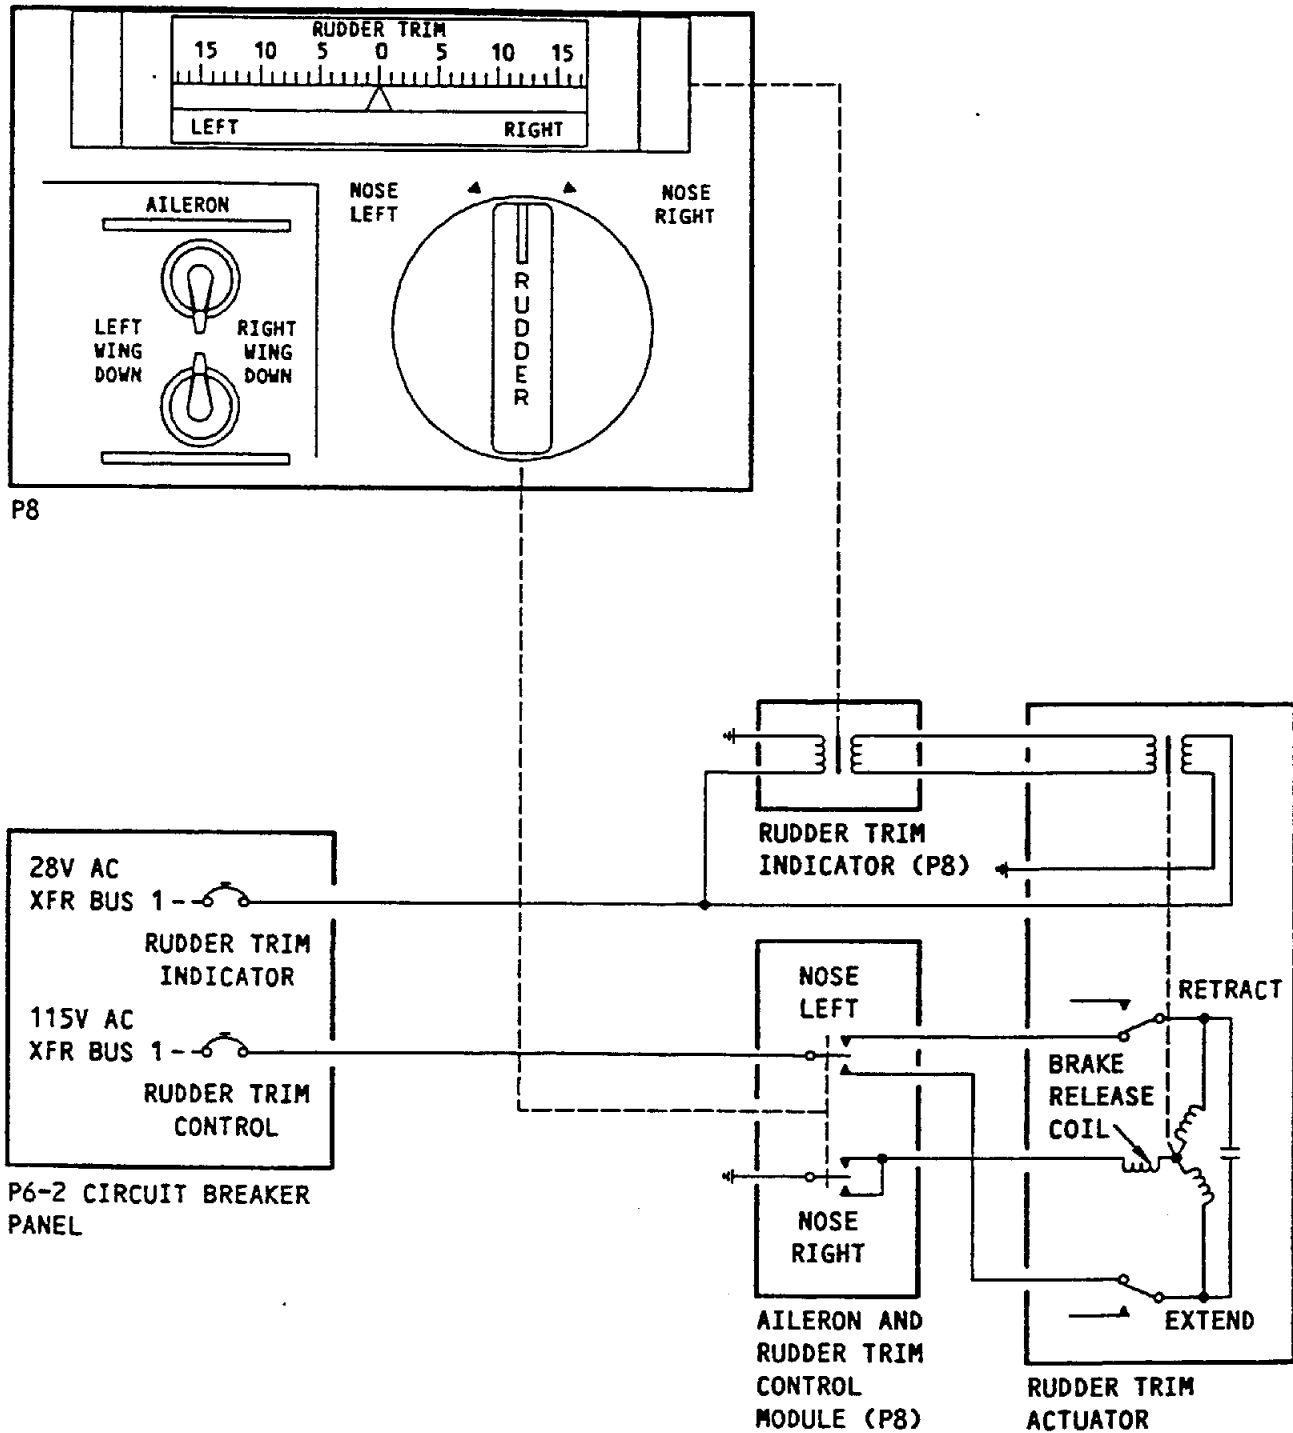 RUDDER TRIM
15 10 5 0 5 10 15
LEFT RIGHT
AILERON
LEFT
WING
DOWN
RIGHT
WING
DOWN
NOSE
LEFT
NOSE
RIGHT
RUDDER
P8
RUDDER TRIM
INDICATOR (P8)
28V AC
XFR BUS 1
RUDDER TRIM
INDICATOR
115V AC
XFR BUS 1
RUDDER TRIM
CONTROL
P6-2 CIRCUIT BREAKER
PANEL
NOSE
LEFT
NOSE
RIGHT
AILERON AND
RUDDER TRIM
CONTROL
MODULE (P8)
RETRACT
BRAKE
RELEASE
COIL
EXTEND
RUDDER TRIM
ACTUATOR